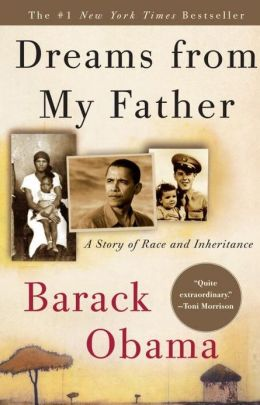 The #1 New York Times Bestseller
Dreams from
My Father
A Story of Race and Inheritance
Barack
Obama
"Quite
extraordinary."
—Toni Morrison